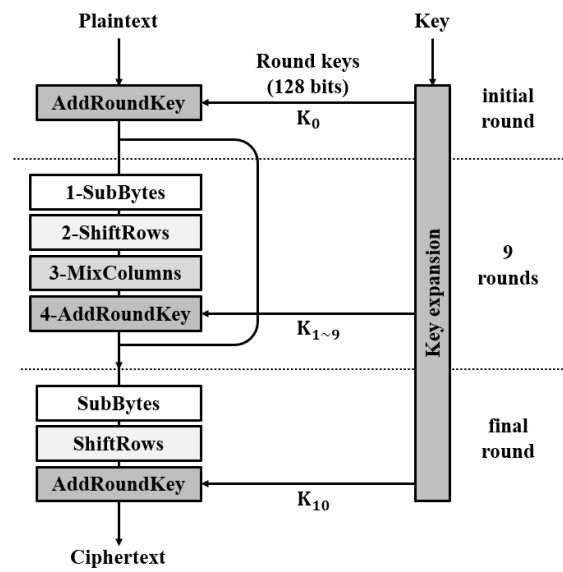 Plaintext
Key
Round keys
(128 bits)
AddRoundKey
K₀
initial
round
1-SubBytes
2-ShiftRows
3-MixColumns
4-AddRoundKey
K₁~₉
Key expansion
9
rounds
SubBytes
ShiftRows
AddRoundKey
K₁₀
final
round
Ciphertext